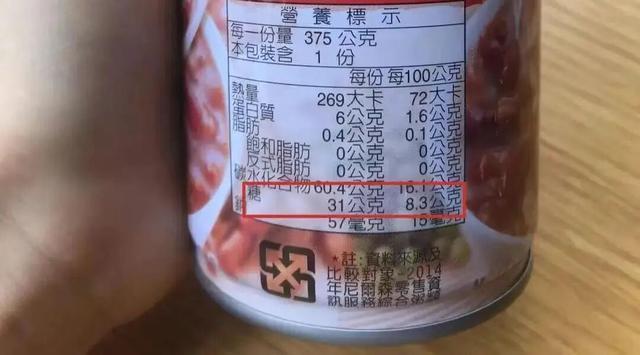 營養標示
每一份量 375 公克
本包裝含 1 份
每份 每100公克
熱量 269大卡 72大卡
蛋白質 6公克 1.6公克
脂肪 0.4公克 0.1公克
飽和脂肪 0公克 0公克
反式脂肪 0公克 0公克
碳水化合物 60.4公克 16.1公克
糖 31公克 8.3公克
鈉 57毫克 15毫克
*註:資料來源及
比較對象-2014
年尼爾森零售資
訊服務綜合粥類